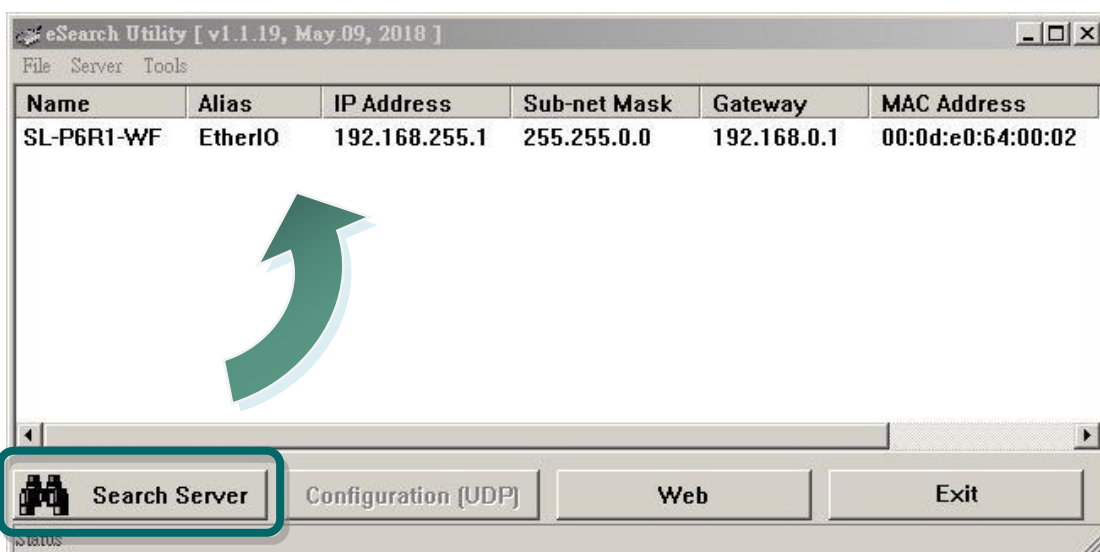 eSearch Utility [ v1.1.19, May.09, 2018 ]
File Server Tools
Name Alias IP Address Sub-net Mask Gateway MAC Address
SL-P6R1-WF EtherIO 192.168.255.1 255.255.0.0 192.168.0.1 00:0d:e0:64:00:02
Search Server Configuration (UDP) Web Exit
Status